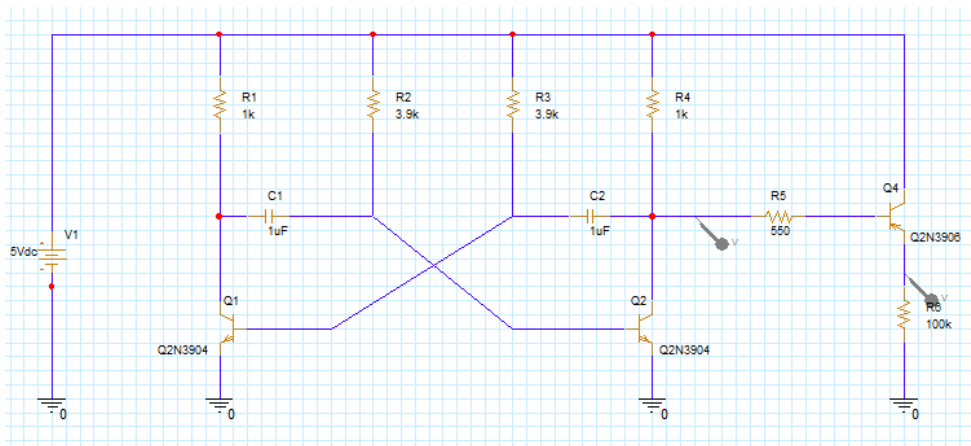 R1
1k
R2
3.9k
R3
3.9k
R4
1k
C1
1uF
C2
1uF
R5
550
Q4
Q2N3906
V1
5Vdc
+
-
V
V
Q1
Q2N3904
Q2
Q2N3904
R6
100k
0
0
0
0